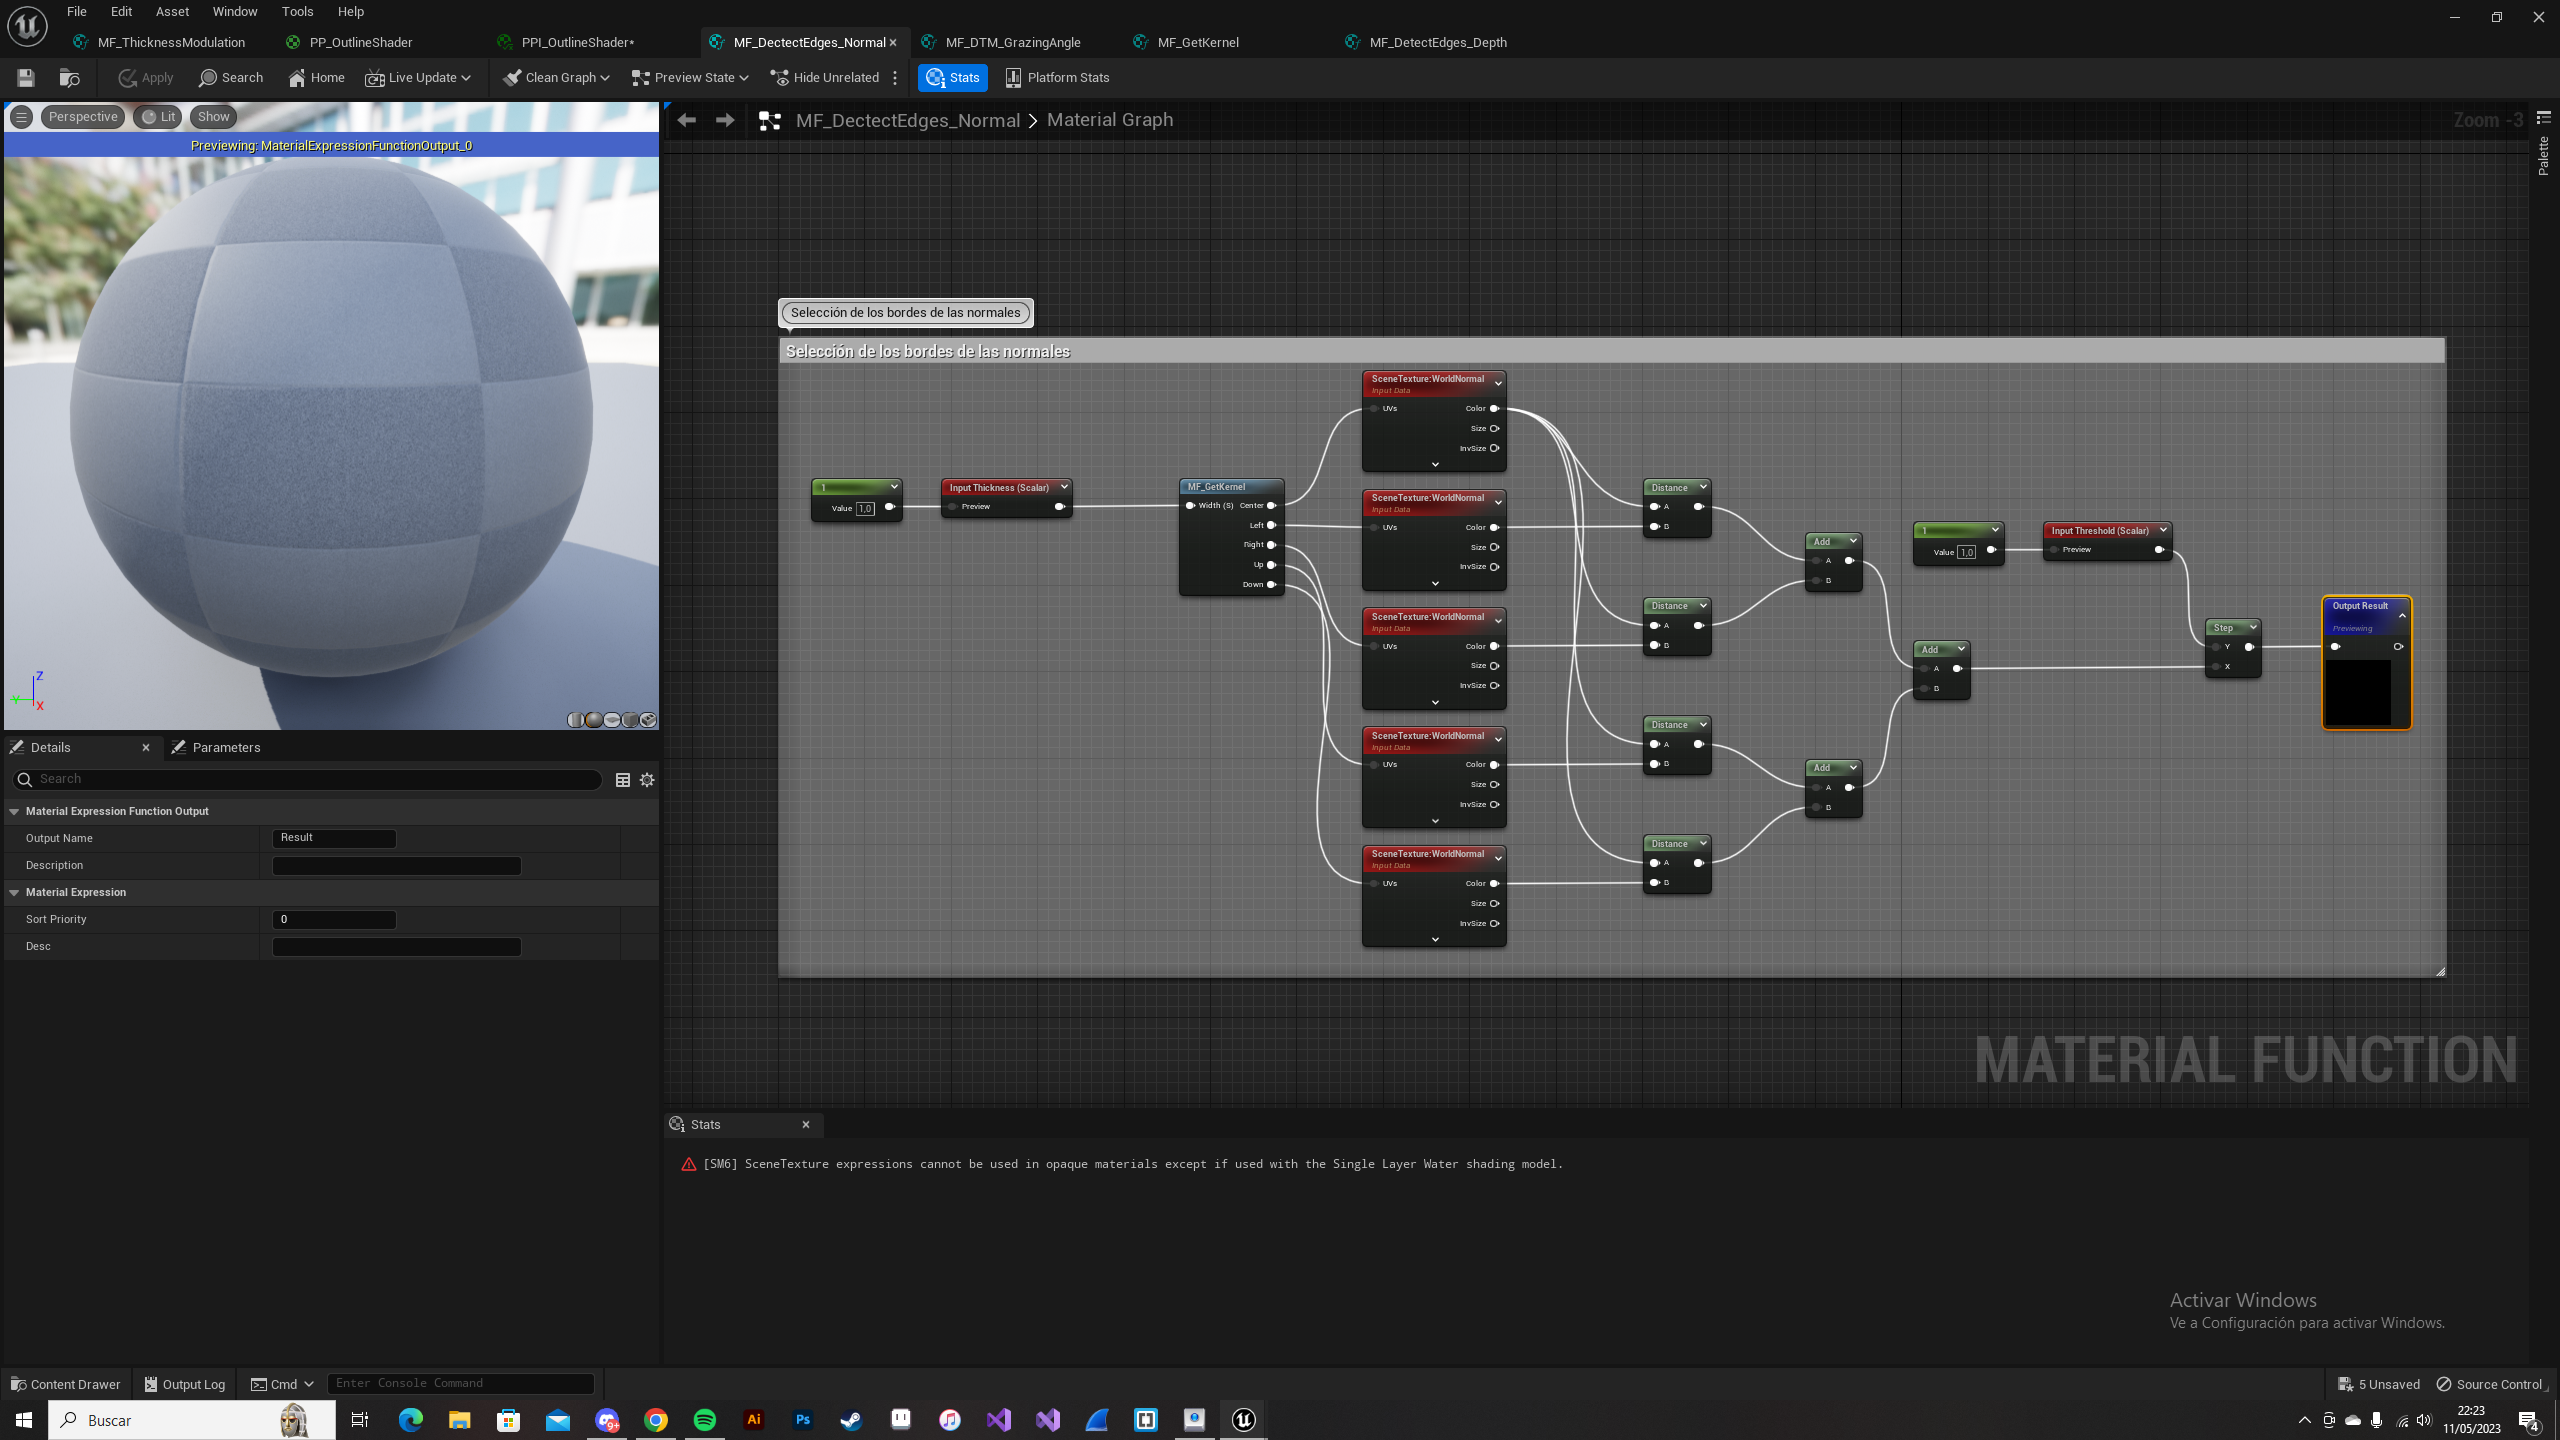 File Edit Asset Window Tools Help
MF_ThicknessModulation PP_OutlineShader PPI_OutlineShader* MF_DectectEdges_Normal MF_DTM_GrazingAngle MF_GetKernel MF_DetectEdges_Depth
Apply Search Home Live Update Clean Graph Preview State Hide Unrelated Stats Platform Stats
Perspective Lit Show
Previewing: MaterialExpressionFunctionOutput_0
MF_DectectEdges_Normal > Material Graph
Zoom -3
Palette
Z
Y
X
Selección de los bordes de las normales
Selección de los bordes de las normales
1
Value 1,0
Input Thickness (Scalar)
Preview
MF_GetKernel
Width (S) Center
Left
Right
Up
Down
SceneTexture:WorldNormal
Input Data
UVs Color
Size
InvSize
SceneTexture:WorldNormal
Input Data
UVs Color
Size
InvSize
SceneTexture:WorldNormal
Input Data
UVs Color
Size
InvSize
SceneTexture:WorldNormal
Input Data
UVs Color
Size
InvSize
SceneTexture:WorldNormal
Input Data
UVs Color
Size
InvSize
Distance
A
B
Distance
A
B
Distance
A
B
Distance
A
B
Add
A
B
Add
A
B
Add
A
B
1
Value 1,0
Input Threshold (Scalar)
Preview
Step
Y
X
Output Result
Previewing
MATERIAL FUNCTION
Details Parameters
Search
Material Expression Function Output
Output Name Result
Description
Material Expression
Sort Priority 0
Desc
Stats
[SM6] SceneTexture expressions cannot be used in opaque materials except if used with the Single Layer Water shading model.
Activar Windows
Ve a Configuración para activar Windows.
Content Drawer Output Log Cmd Enter Console Command 5 Unsaved Source Control
Buscar
9+
Ai
Ps
22:23
11/05/2023
4